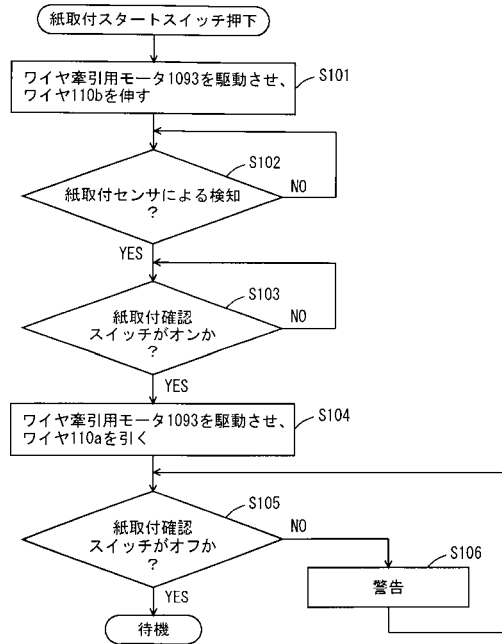 紙取付スタートスイッチ押下
ワイヤ牽引用モータ1093を駆動させ、
ワイヤ110bを伸す
S101
S102
紙取付センサによる検知
?
NO
YES
S103
紙取付確認
スイッチがオンか
?
NO
YES
ワイヤ牽引用モータ1093を駆動させ、
ワイヤ110aを引く
S104
S105
紙取付確認
スイッチがオフか
?
NO
S106
警告
YES
待機